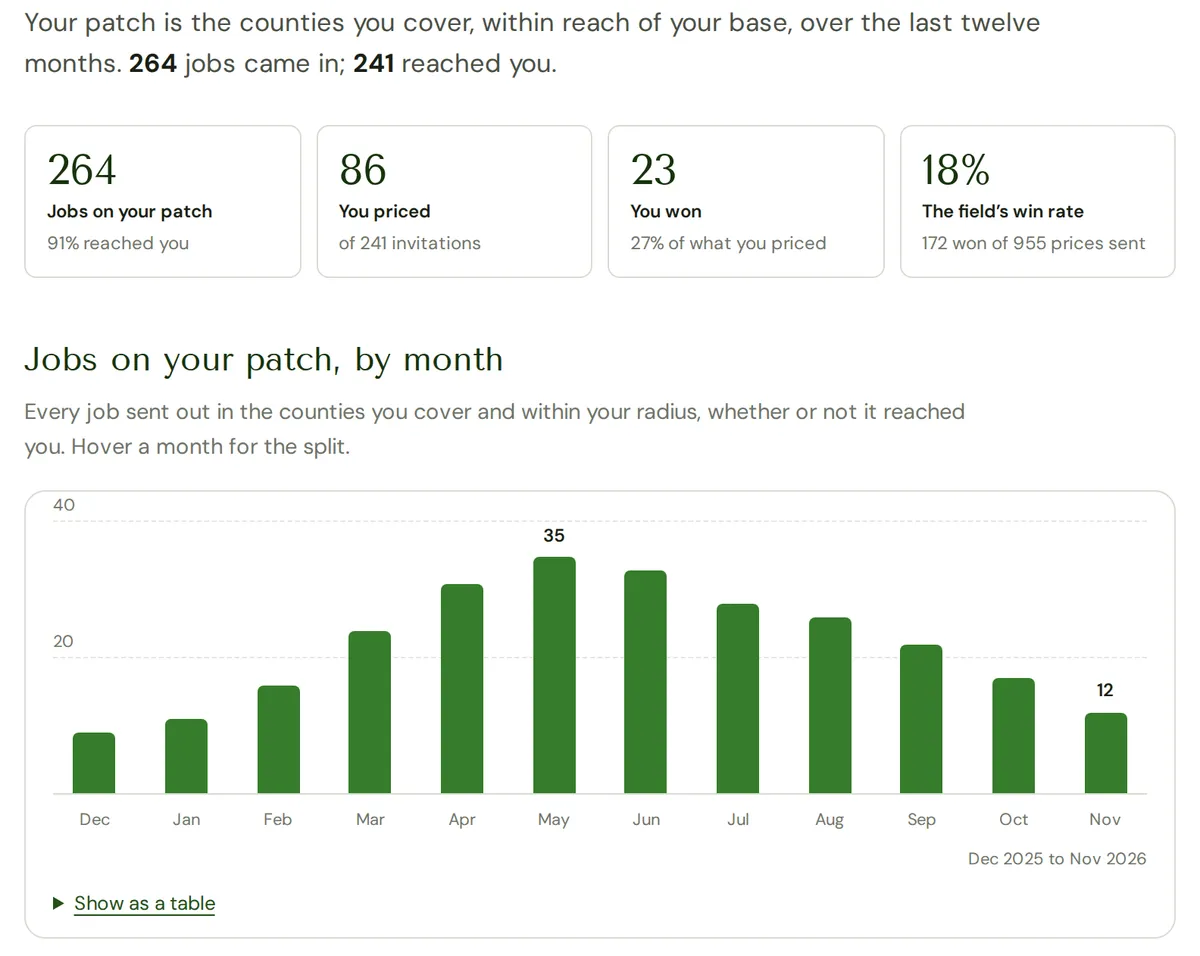 Your patch is the counties you cover, within reach of your base, over the last twelve
months. 264 jobs came in; 241 reached you.
264
Jobs on your patch
91% reached you
86
You priced
of 241 invitations
23
You won
27% of what you priced
18%
The field’s win rate
172 won of 955 prices sent
Jobs on your patch, by month
Every job sent out in the counties you cover and within your radius, whether or not it reached
you. Hover a month for the split.
40
35
20
12
Dec Jan Feb Mar Apr May Jun Jul Aug Sep Oct Nov
Dec 2025 to Nov 2026
Show as a table